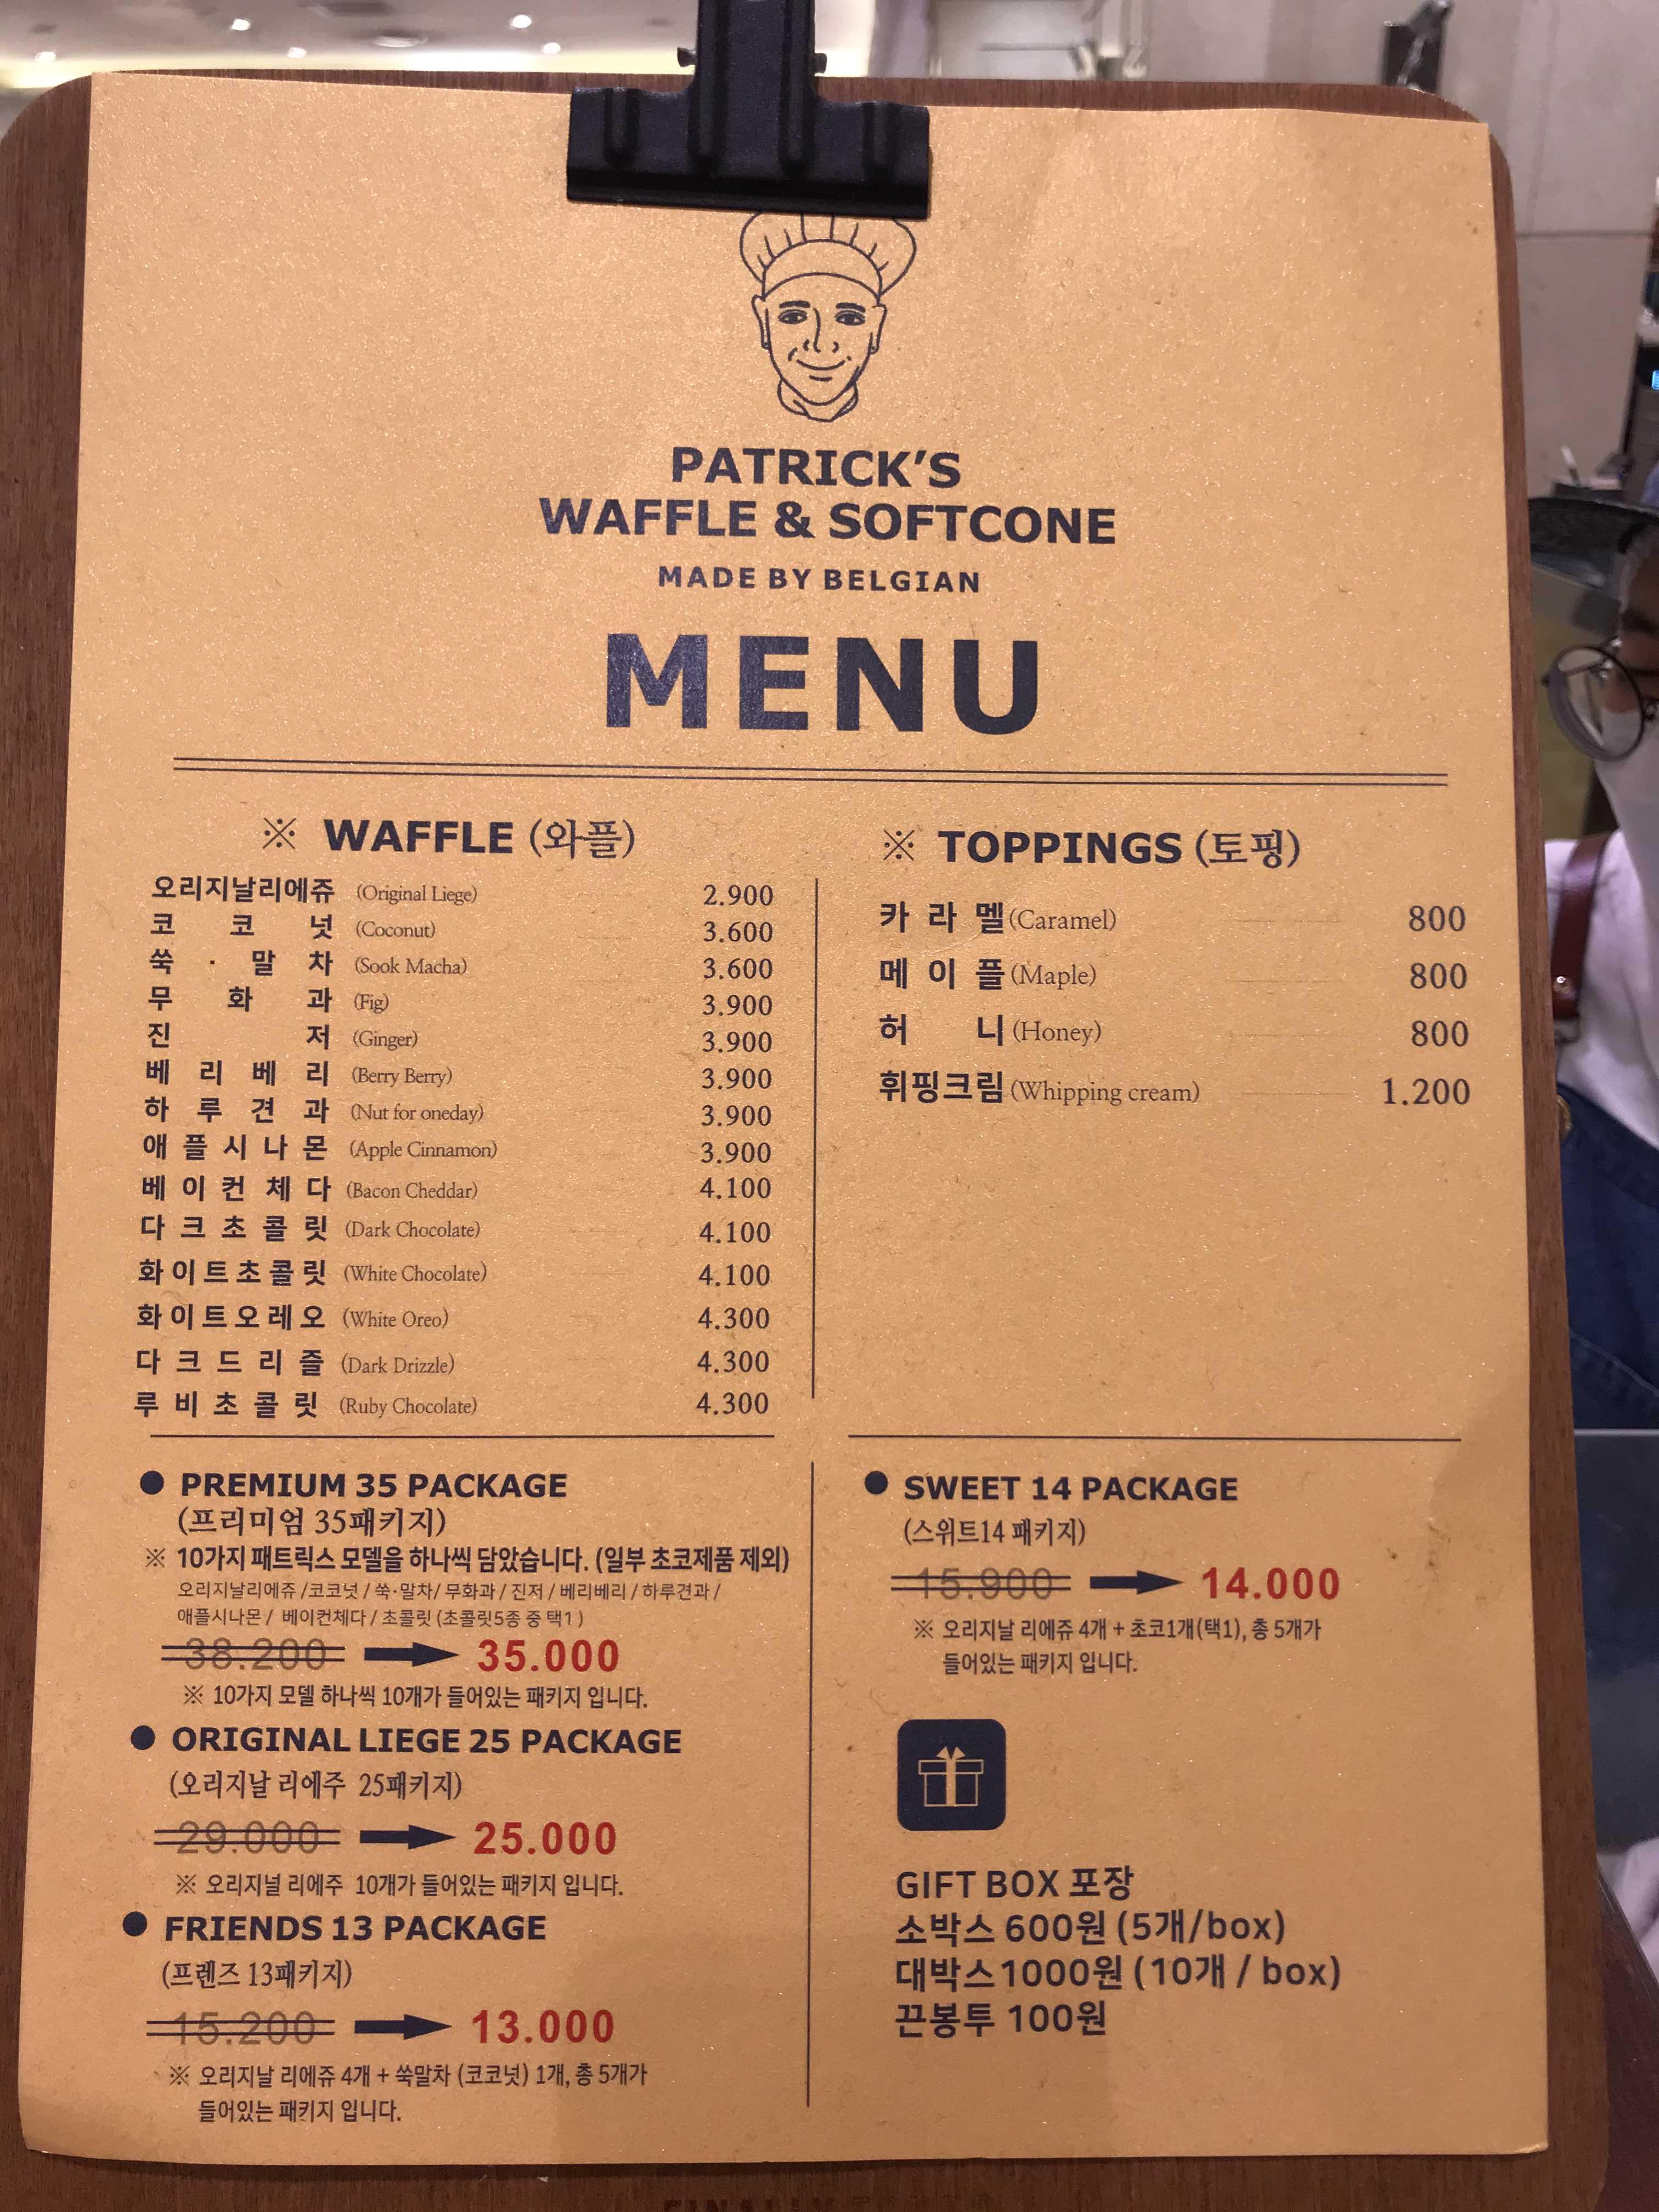 PATRICK'S
WAFFLE & SOFTCONE
MADE BY BELGIAN
MENU
※ WAFFLE (와플)
오리지날리에쥬 (Original Liege) 2.900
코코넛 (Coconut) 3.600
쑥·말차 (Sook Macha) 3.600
무화과 (Fig) 3.900
진저 (Ginger) 3.900
베리베리 (Berry Berry) 3.900
하루견과 (Nut for oneday) 3.900
애플시나몬 (Apple Cinnamon) 3.900
베이컨체다 (Bacon Cheddar) 4.100
다크초콜릿 (Dark Chocolate) 4.100
화이트초콜릿 (White Chocolate) 4.100
화이트오레오 (White Oreo) 4.300
다크드리즐 (Dark Drizzle) 4.300
루비초콜릿 (Ruby Chocolate) 4.300
※ TOPPINGS (토핑)
카라멜 (Caramel) 800
메이플 (Maple) 800
허니 (Honey) 800
휘핑크림 (Whipping cream) 1.200
● PREMIUM 35 PACKAGE
(프리미엄 35패키지)
※ 10가지 패트릭스 모델을 하나씩 담았습니다. (일부 초코제품 제외)
오리지날리에쥬 /코코넛 / 쑥·말차/ 무화과 / 진저 / 베리베리 / 하루견과 /
애플시나몬 / 베이컨체다 / 초콜릿 (초콜릿5종 중 택1 )
38.200 → 35.000
※ 10가지 모델 하나씩 10개가 들어있는 패키지 입니다.
● ORIGINAL LIEGE 25 PACKAGE
(오리지날 리에주 25패키지)
29.000 → 25.000
※ 오리지널 리에주 10개가 들어있는 패키지 입니다.
● FRIENDS 13 PACKAGE
(프렌즈 13패키지)
15.200 → 13.000
※ 오리지날 리에쥬 4개 + 쑥말차 (코코넛) 1개, 총 5개가
들어있는 패키지 입니다.
● SWEET 14 PACKAGE
(스위트14 패키지)
15.900 → 14.000
※ 오리지날 리에쥬 4개 + 초코1개(택1), 총 5개가
들어있는 패키지 입니다.
GIFT BOX 포장
소박스 600원 (5개/box)
대박스1000원 (10개 / box)
끈봉투 100원